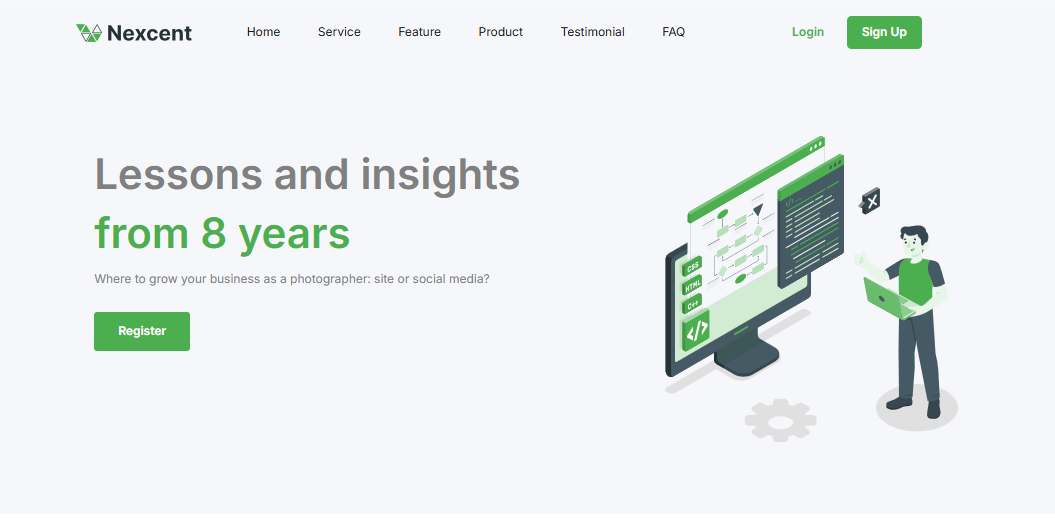 Nexcent
Home Service Feature Product Testimonial FAQ
Login Sign Up
Lessons and insights
from 8 years
Where to grow your business as a photographer: site or social media?
Register
CSS
HTML
C++
</>